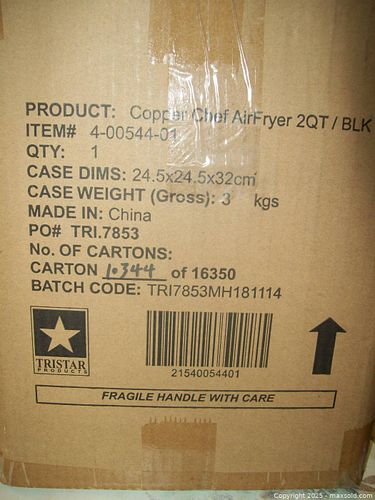 PRODUCT: Copper Chef AirFryer 2QT / BLK
ITEM# 4-00544-01
QTY: 1
CASE DIMS: 24.5x24.5x32cm
CASE WEIGHT (Gross): 3 kgs
MADE IN: China
PO# TRI.7853
No. OF CARTONS:
CARTON 10344 of 16350
BATCH CODE: TRI7853MH181114
TRISTAR
PRODUCTS
21540054401
FRAGILE HANDLE WITH CARE
Copyright 2025 - maxsold.com